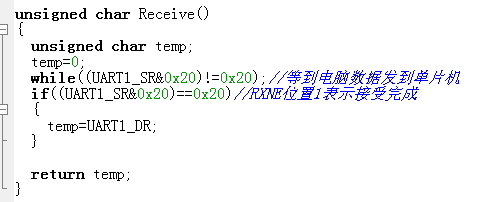 unsigned char Receive()
{
unsigned char temp;
temp=0;
while((UART1_SR&0x20)!=0x20);//等到电脑数据发到单片机
if((UART1_SR&0x20)==0x20)//RXNE位置1表示接受完成
{
temp=UART1_DR;
}
return temp;
}